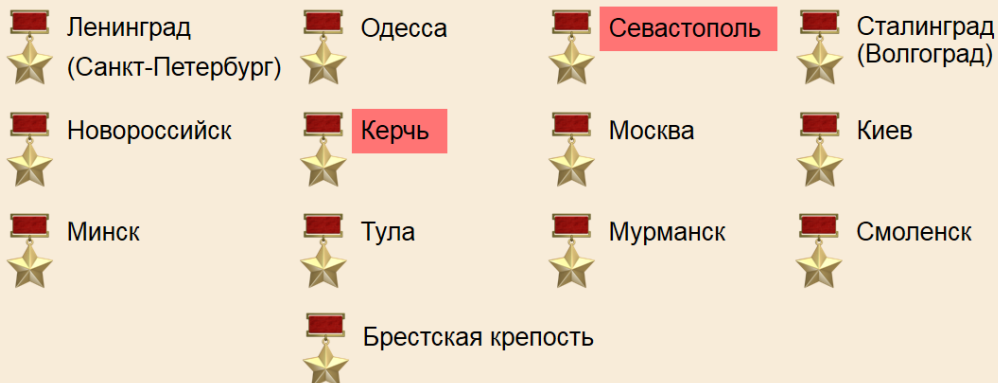 Ленинград
(Санкт-Петербург)
Одесса
Севастополь
Сталинград
(Волгоград)
Новороссийск
Керчь
Москва
Киев
Минск
Тула
Мурманск
Смоленск
Брестская крепость